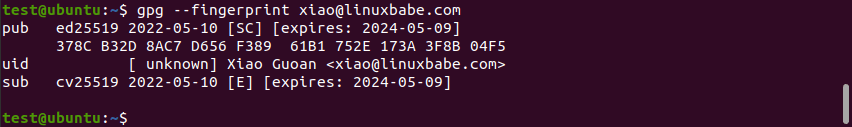 test@ubuntu:~$ gpg --fingerprint xiao@linuxbabe.com
pub   ed25519 2022-05-10 [SC] [expires: 2024-05-09]
      378C B32D 8AC7 D656 F389  61B1 752E 173A 3F8B 04F5
uid           [ unknown] Xiao Guoan <xiao@linuxbabe.com>
sub   cv25519 2022-05-10 [E] [expires: 2024-05-09]
test@ubuntu:~$